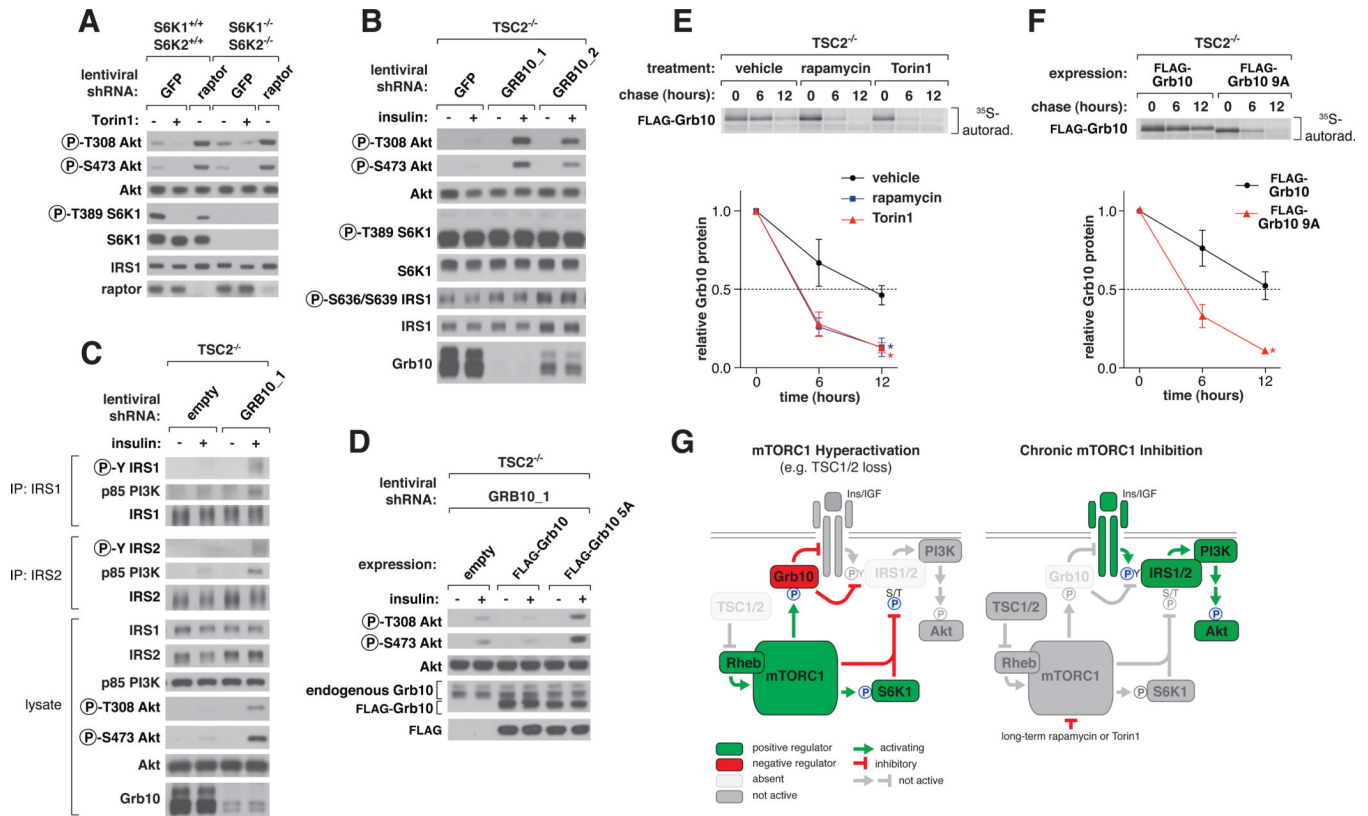 A
S6K1+/+ S6K1-/-
S6K2+/+ S6K2-/-
lentiviral shRNA: GFP raptor GFP raptor
Torin1: - + - - + -
Ⓟ-T308 Akt
Ⓟ-S473 Akt
Akt
Ⓟ-T389 S6K1
S6K1
IRS1
raptor
B
TSC2-/-
lentiviral shRNA: GFP GRB10_1 GRB10_2
insulin: - + - + - +
Ⓟ-T308 Akt
Ⓟ-S473 Akt
Akt
Ⓟ-T389 S6K1
S6K1
Ⓟ-S636/S639 IRS1
IRS1
Grb10
C
TSC2-/-
lentiviral shRNA: empty GRB10_1
insulin: - + - +
IP: IRS1
Ⓟ-Y IRS1
p85 PI3K
IRS1
IP: IRS2
Ⓟ-Y IRS2
p85 PI3K
IRS2
lysate
IRS1
IRS2
p85 PI3K
Ⓟ-T308 Akt
Ⓟ-S473 Akt
Akt
Grb10
D
TSC2-/-
lentiviral shRNA: GRB10_1
expression: empty FLAG-Grb10 FLAG-Grb10 5A
insulin: - + - + - +
Ⓟ-T308 Akt
Ⓟ-S473 Akt
Akt
endogenous Grb10
FLAG-Grb10
FLAG
E
TSC2-/-
treatment: vehicle rapamycin Torin1
chase (hours): 0 6 12 0 6 12 0 6 12
FLAG-Grb10
35S-
autorad.
vehicle
rapamycin
Torin1
relative Grb10 protein
1.0
0.5
0.0
*
*
0 6 12
time (hours)
F
TSC2-/-
expression: FLAG-Grb10 FLAG-Grb10 9A
chase (hours): 0 6 12 0 6 12
FLAG-Grb10
35S-
autorad.
FLAG-
Grb10
FLAG-
Grb10 9A
relative Grb10 protein
1.0
0.5
0.0
*
0 6 12
time (hours)
G
mTORC1 Hyperactivation
(e.g. TSC1/2 loss)
Ins/IGF
PI3K
Grb10
P
PY
IRS1/2
S/T
P
P
TSC1/2
Akt
Rheb
mTORC1
P
S6K1
Chronic mTORC1 Inhibition
Ins/IGF
PI3K
Grb10
P
PY
IRS1/2
S/T
P
P
TSC1/2
Akt
Rheb
mTORC1
P
S6K1
long-term rapamycin or Torin1
positive regulator
negative regulator
absent
not active
activating
inhibitory
not active